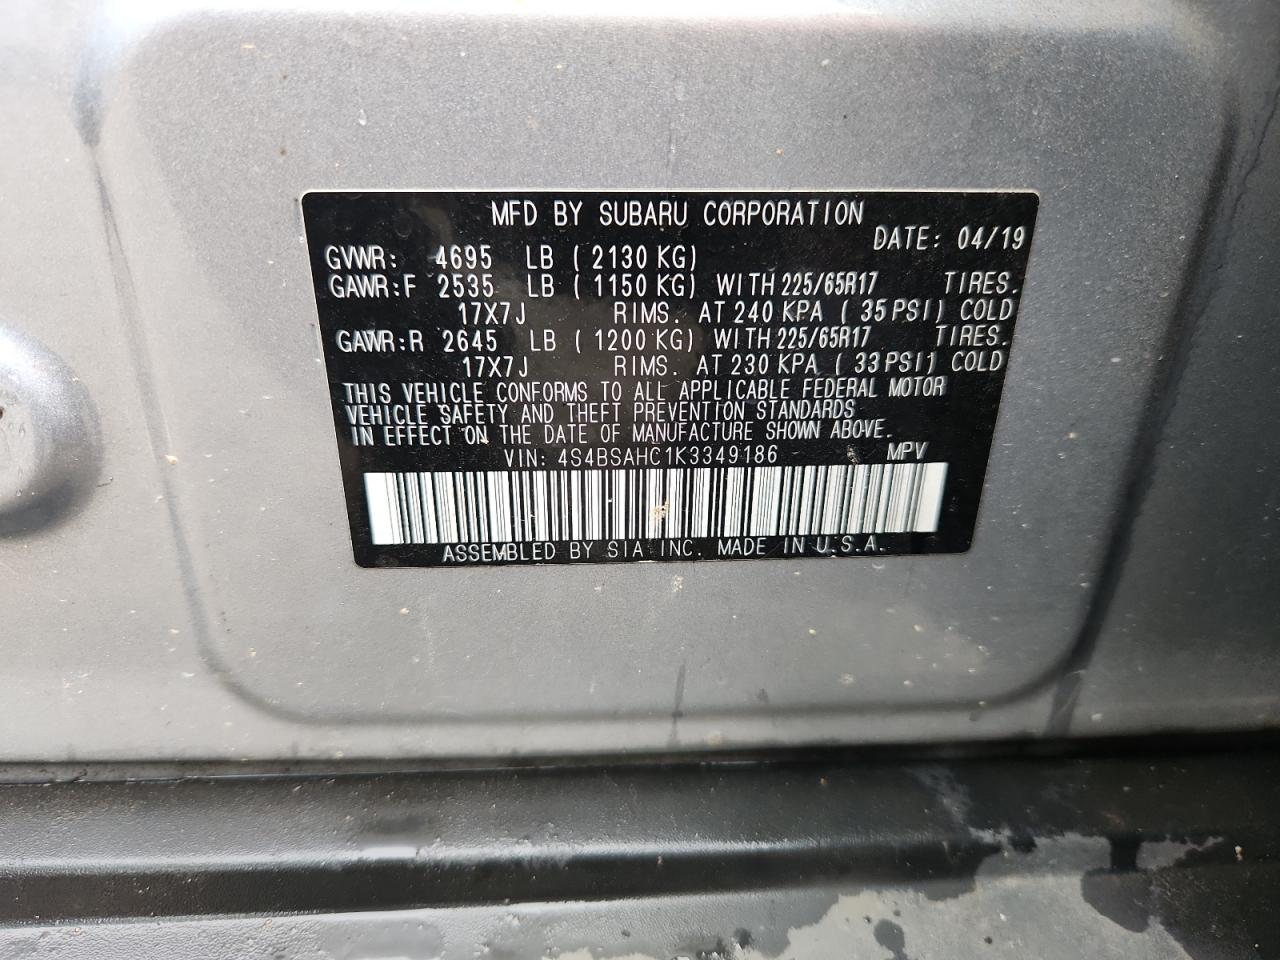 MFD BY SUBARU CORPORATION
DATE: 04/19
GVWR: 4695 LB ( 2130 KG)
GAWR:F 2535 LB ( 1150 KG) WITH 225/65R17 TIRES.
17X7J RIMS. AT 240 KPA ( 35 PSI) COLD
GAWR:R 2645 LB ( 1200 KG) WITH 225/65R17 TIRES.
17X7J RIMS. AT 230 KPA ( 33 PSI) COLD
THIS VEHICLE CONFORMS TO ALL APPLICABLE FEDERAL MOTOR
VEHICLE SAFETY AND THEFT PREVENTION STANDARDS
IN EFFECT ON THE DATE OF MANUFACTURE SHOWN ABOVE.
VIN: 4S4BSAHC1K3349186 MPV
ASSEMBLED BY SIA INC. MADE IN U.S.A.